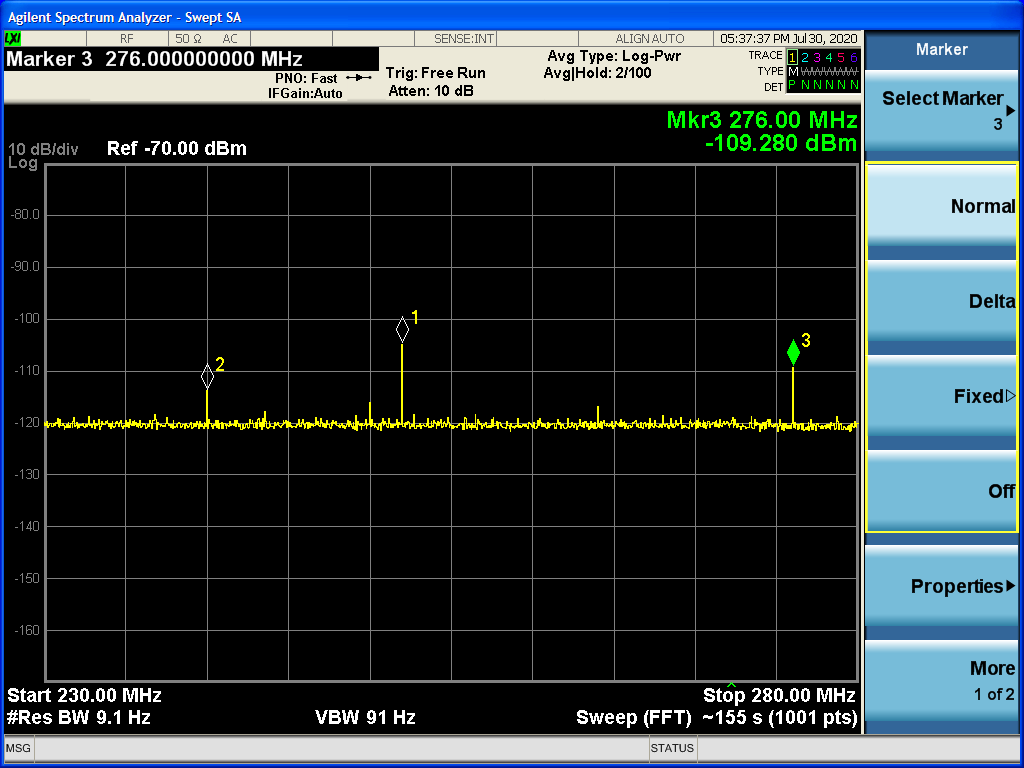 Agilent Spectrum Analyzer - Swept SA
LXI RF 50 Ω AC SENSE:INT ALIGN AUTO 05:37:37 PM Jul 30, 2020
Marker 3 276.000000000 MHz
PNO: Fast
IFGain:Auto
Trig: Free Run
Atten: 10 dB
Avg Type: Log-Pwr
Avg|Hold: 2/100
TRACE 1 2 3 4 5 6
TYPE M W W W W W
DET P N N N N N
Mkr3 276.00 MHz
-109.280 dBm
10 dB/div Ref -70.00 dBm
Log
-80.0
-90.0
-100
-110
-120
-130
-140
-150
-160
2
1
3
Start 230.00 MHz Stop 280.00 MHz
#Res BW 9.1 Hz VBW 91 Hz Sweep (FFT) ~155 s (1001 pts)
MSG STATUS
Marker
Select Marker
3
Normal
Delta
Fixed
Off
Properties
More
1 of 2